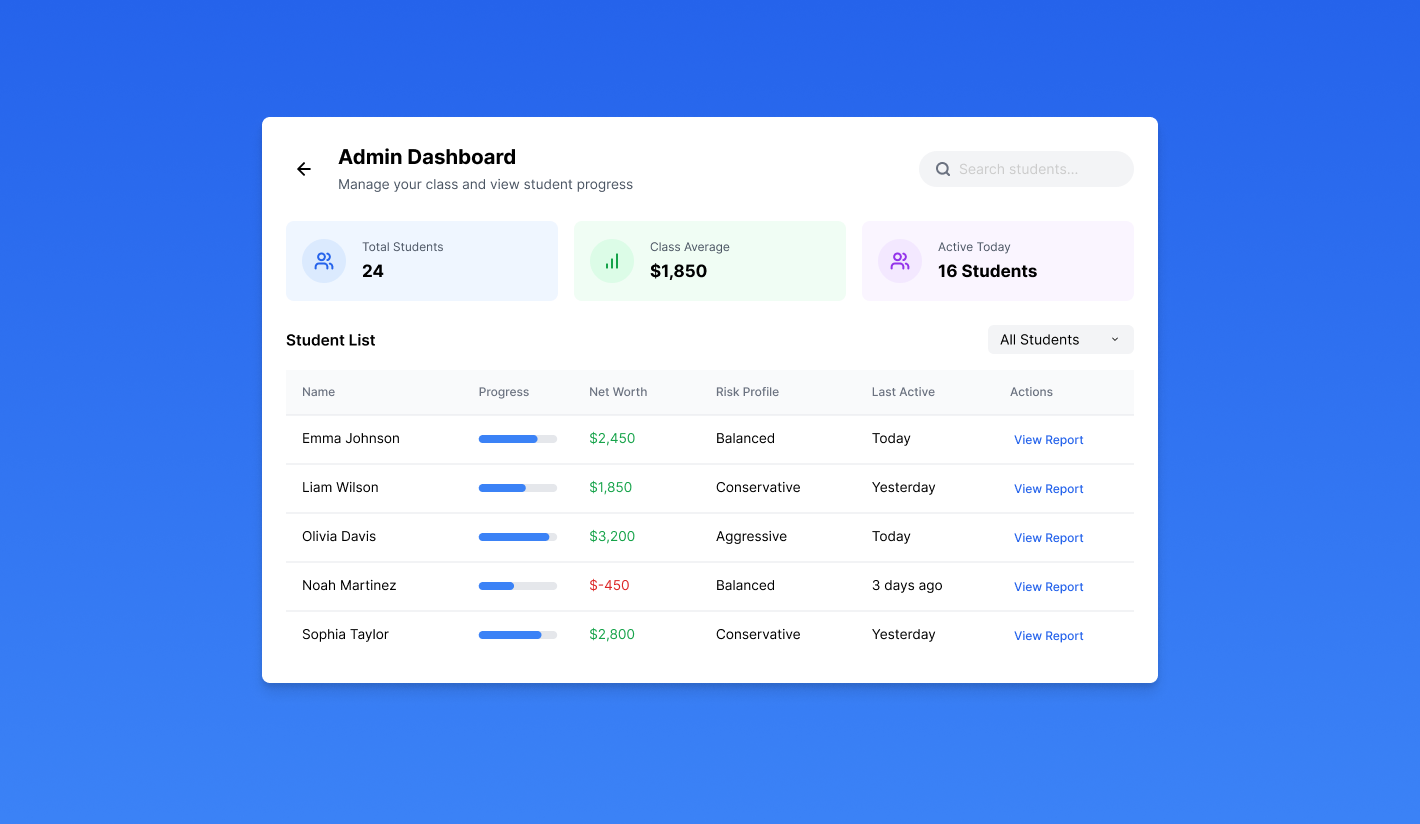 Admin Dashboard
Manage your class and view student progress
Search students...
Total Students
24
Class Average
$1,850
Active Today
16 Students
Student List
All Students
Name Progress Net Worth Risk Profile Last Active Actions
Emma Johnson $2,450 Balanced Today View Report
Liam Wilson $1,850 Conservative Yesterday View Report
Olivia Davis $3,200 Aggressive Today View Report
Noah Martinez $-450 Balanced 3 days ago View Report
Sophia Taylor $2,800 Conservative Yesterday View Report